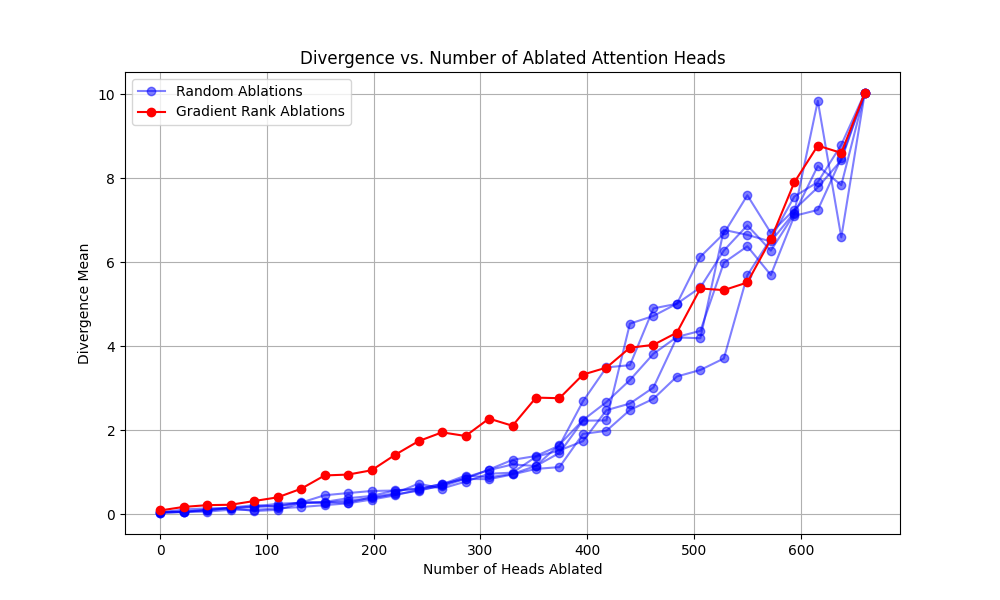 Divergence vs. Number of Ablated Attention Heads
Random Ablations
Gradient Rank Ablations
Divergence Mean
10
8
6
4
2
0
0 100 200 300 400 500 600
Number of Heads Ablated